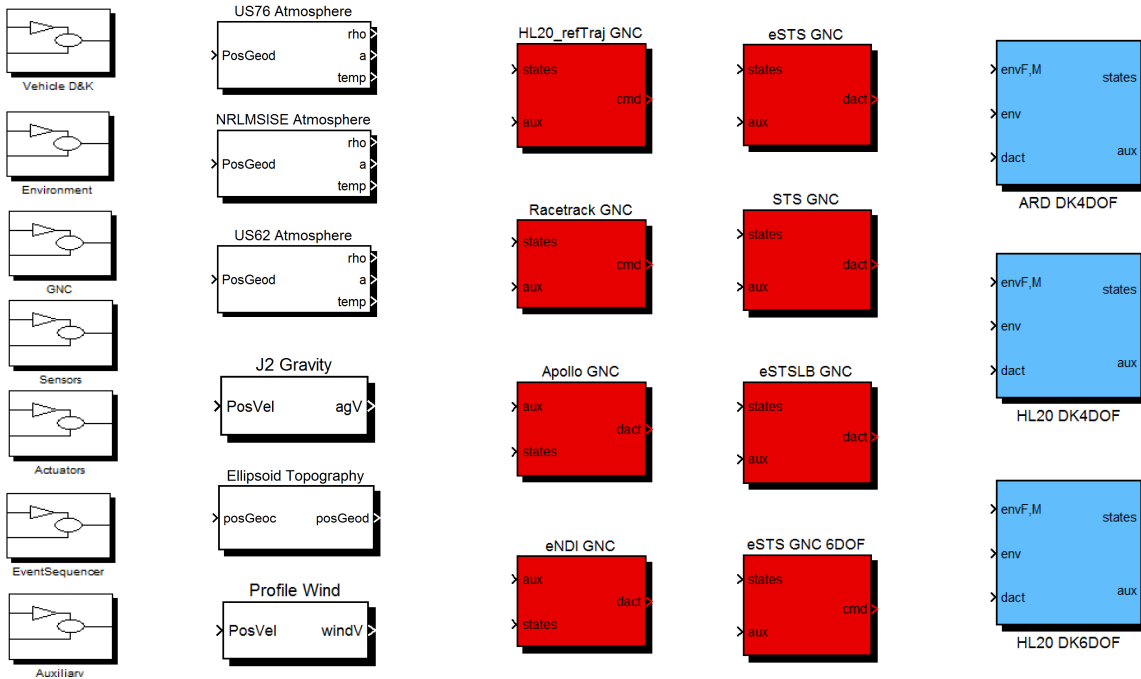 Vehicle D&K
Environment
GNC
Sensors
Actuators
EventSequencer
Auxiliary
US76 Atmosphere
PosGeod
rho
a
temp
NRLMSISE Atmosphere
PosGeod
rho
a
temp
US62 Atmosphere
PosGeod
rho
a
temp
J2 Gravity
PosVel agV
Ellipsoid Topography
posGeoc posGeod
Profile Wind
PosVel windV
HL20_refTraj GNC
states
cmd
aux
Racetrack GNC
states
cmd
aux
Apollo GNC
aux
dact
states
eNDI GNC
aux
dact
states
eSTS GNC
states
dact
aux
STS GNC
states
dact
aux
eSTSLB GNC
states
dact
aux
eSTS GNC 6DOF
states
cmd
aux
envF,M
states
env
aux
dact
ARD DK4DOF
envF,M
states
env
aux
dact
HL20 DK4DOF
envF,M
states
env
aux
dact
HL20 DK6DOF